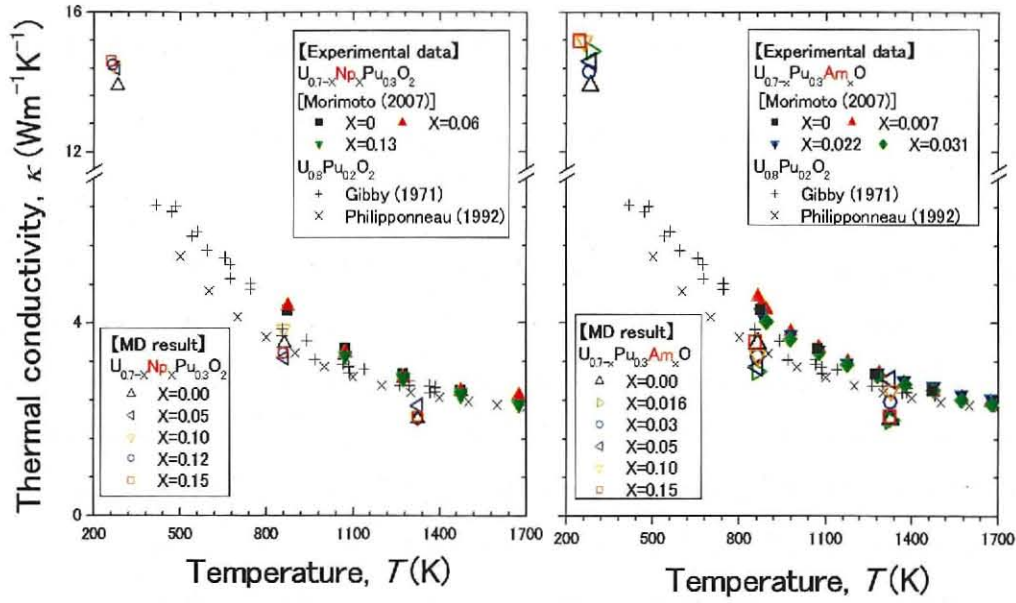 Thermal conductivity, κ (Wm⁻¹K⁻¹)
12
4
0
【Experimental data】
U₀.₇₋ₓNpₓPu₀.₃O₂
[Morimoto (2007)]
X=0 X=0.06
X=0.13
U₀.₈Pu₀.₂O₂
Gibby (1971)
Philipponneau (1992)
【MD result】
U₀.₇₋ₓNpₓPu₀.₃O₂
X=0.00
X=0.05
X=0.10
X=0.12
X=0.15
200 500 800 1100 1400 1700
Temperature, T(K)
【Experimental data】
U₀.₇₋ₓPu₀.₃AmₓO
[Morimoto (2007)]
X=0 X=0.007
X=0.022 X=0.031
U₀.₈Pu₀.₂O₂
Gibby (1971)
Philipponneau (1992)
【MD result】
U₀.₇₋ₓPu₀.₃AmₓO
X=0.00
X=0.016
X=0.03
X=0.05
X=0.10
X=0.15
200 500 800 1100 1400 1700
Temperature, T(K)